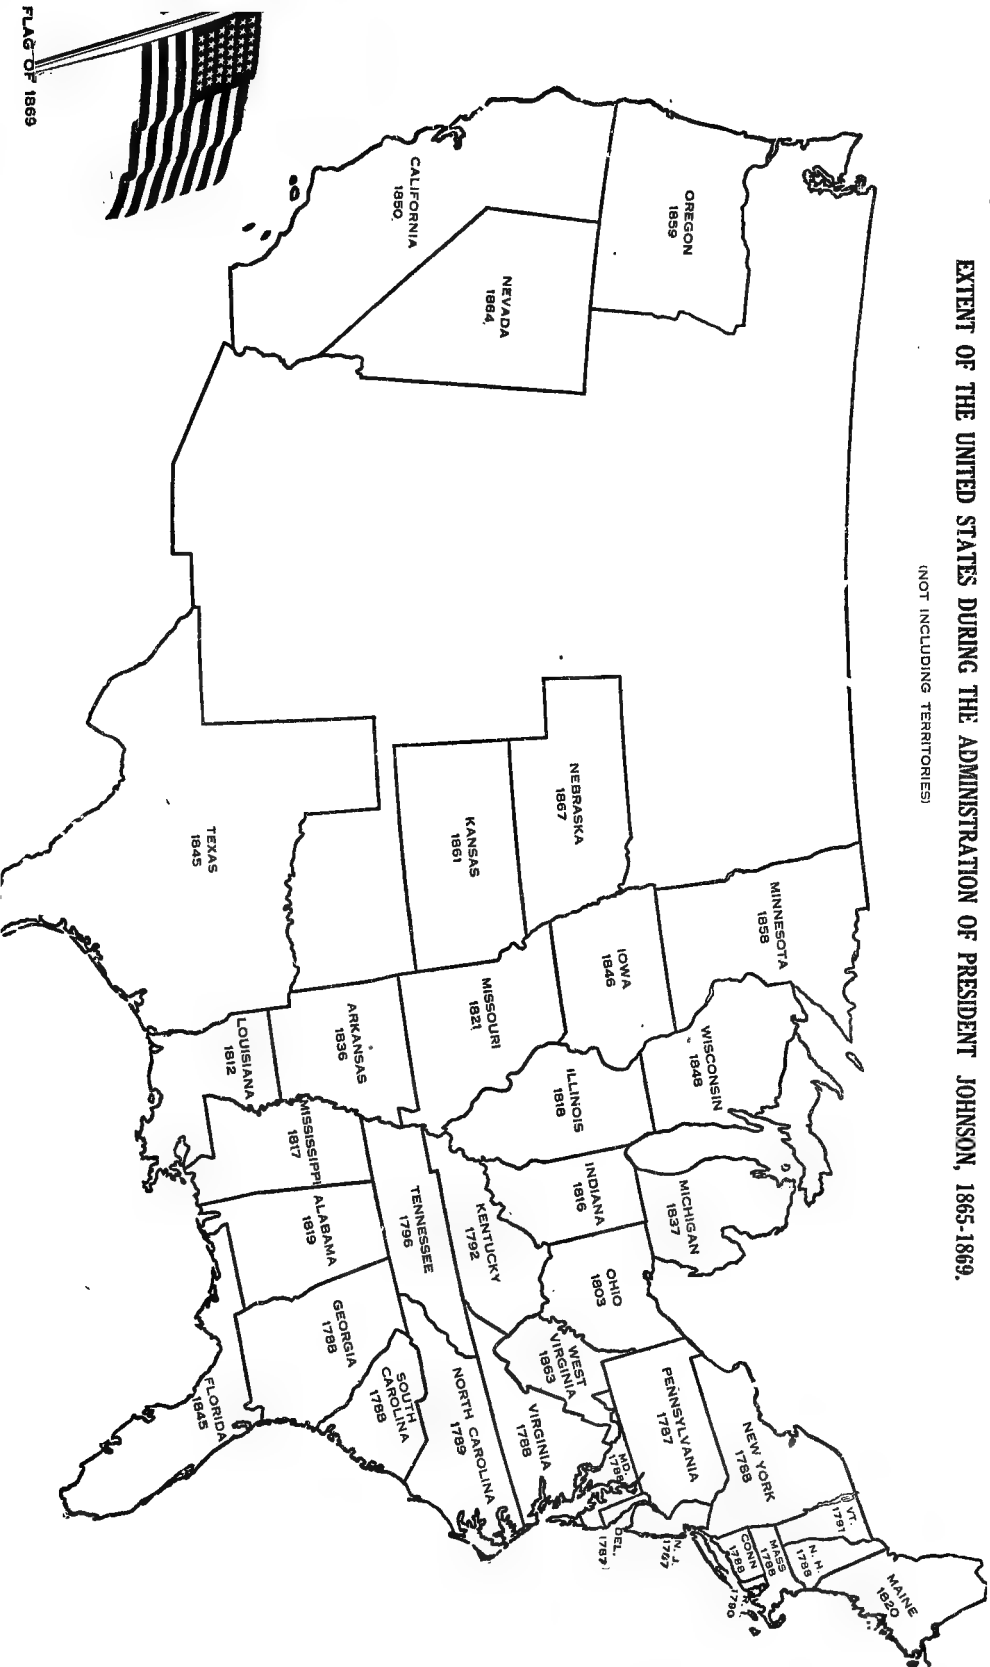 EXTENT OF THE UNITED STATES DURING THE ADMINISTRATION OF PRESIDENT JOHNSON, 1865-1869.
(NOT INCLUDING TERRITORIES)
OREGON
1859
CALIFORNIA
1850
NEVADA
1864
NEBRASKA
1867
KANSAS
1861
TEXAS
1845
MINNESOTA
1858
IOWA
1846
MISSOURI
1821
ARKANSAS
1836
LOUISIANA
1812
WISCONSIN
1848
ILLINOIS
1818
MISSISSIPPI
1817
MICHIGAN
1837
INDIANA
1816
KENTUCKY
1792
TENNESSEE
1796
ALABAMA
1819
OHIO
1803
GEORGIA
1788
FLORIDA
1845
WEST
VIRGINIA
1863
VIRGINIA
1788
NORTH CAROLINA
1789
SOUTH
CAROLINA
1788
PENNSYLVANIA
1787
MD.
1788
DEL.
1787
N. J.
1787
NEW YORK
1788
VT.
1791
N. H.
1788
MASS
1788
CONN
1788
R. I.
1790
MAINE
1820
FLAG OF 1869